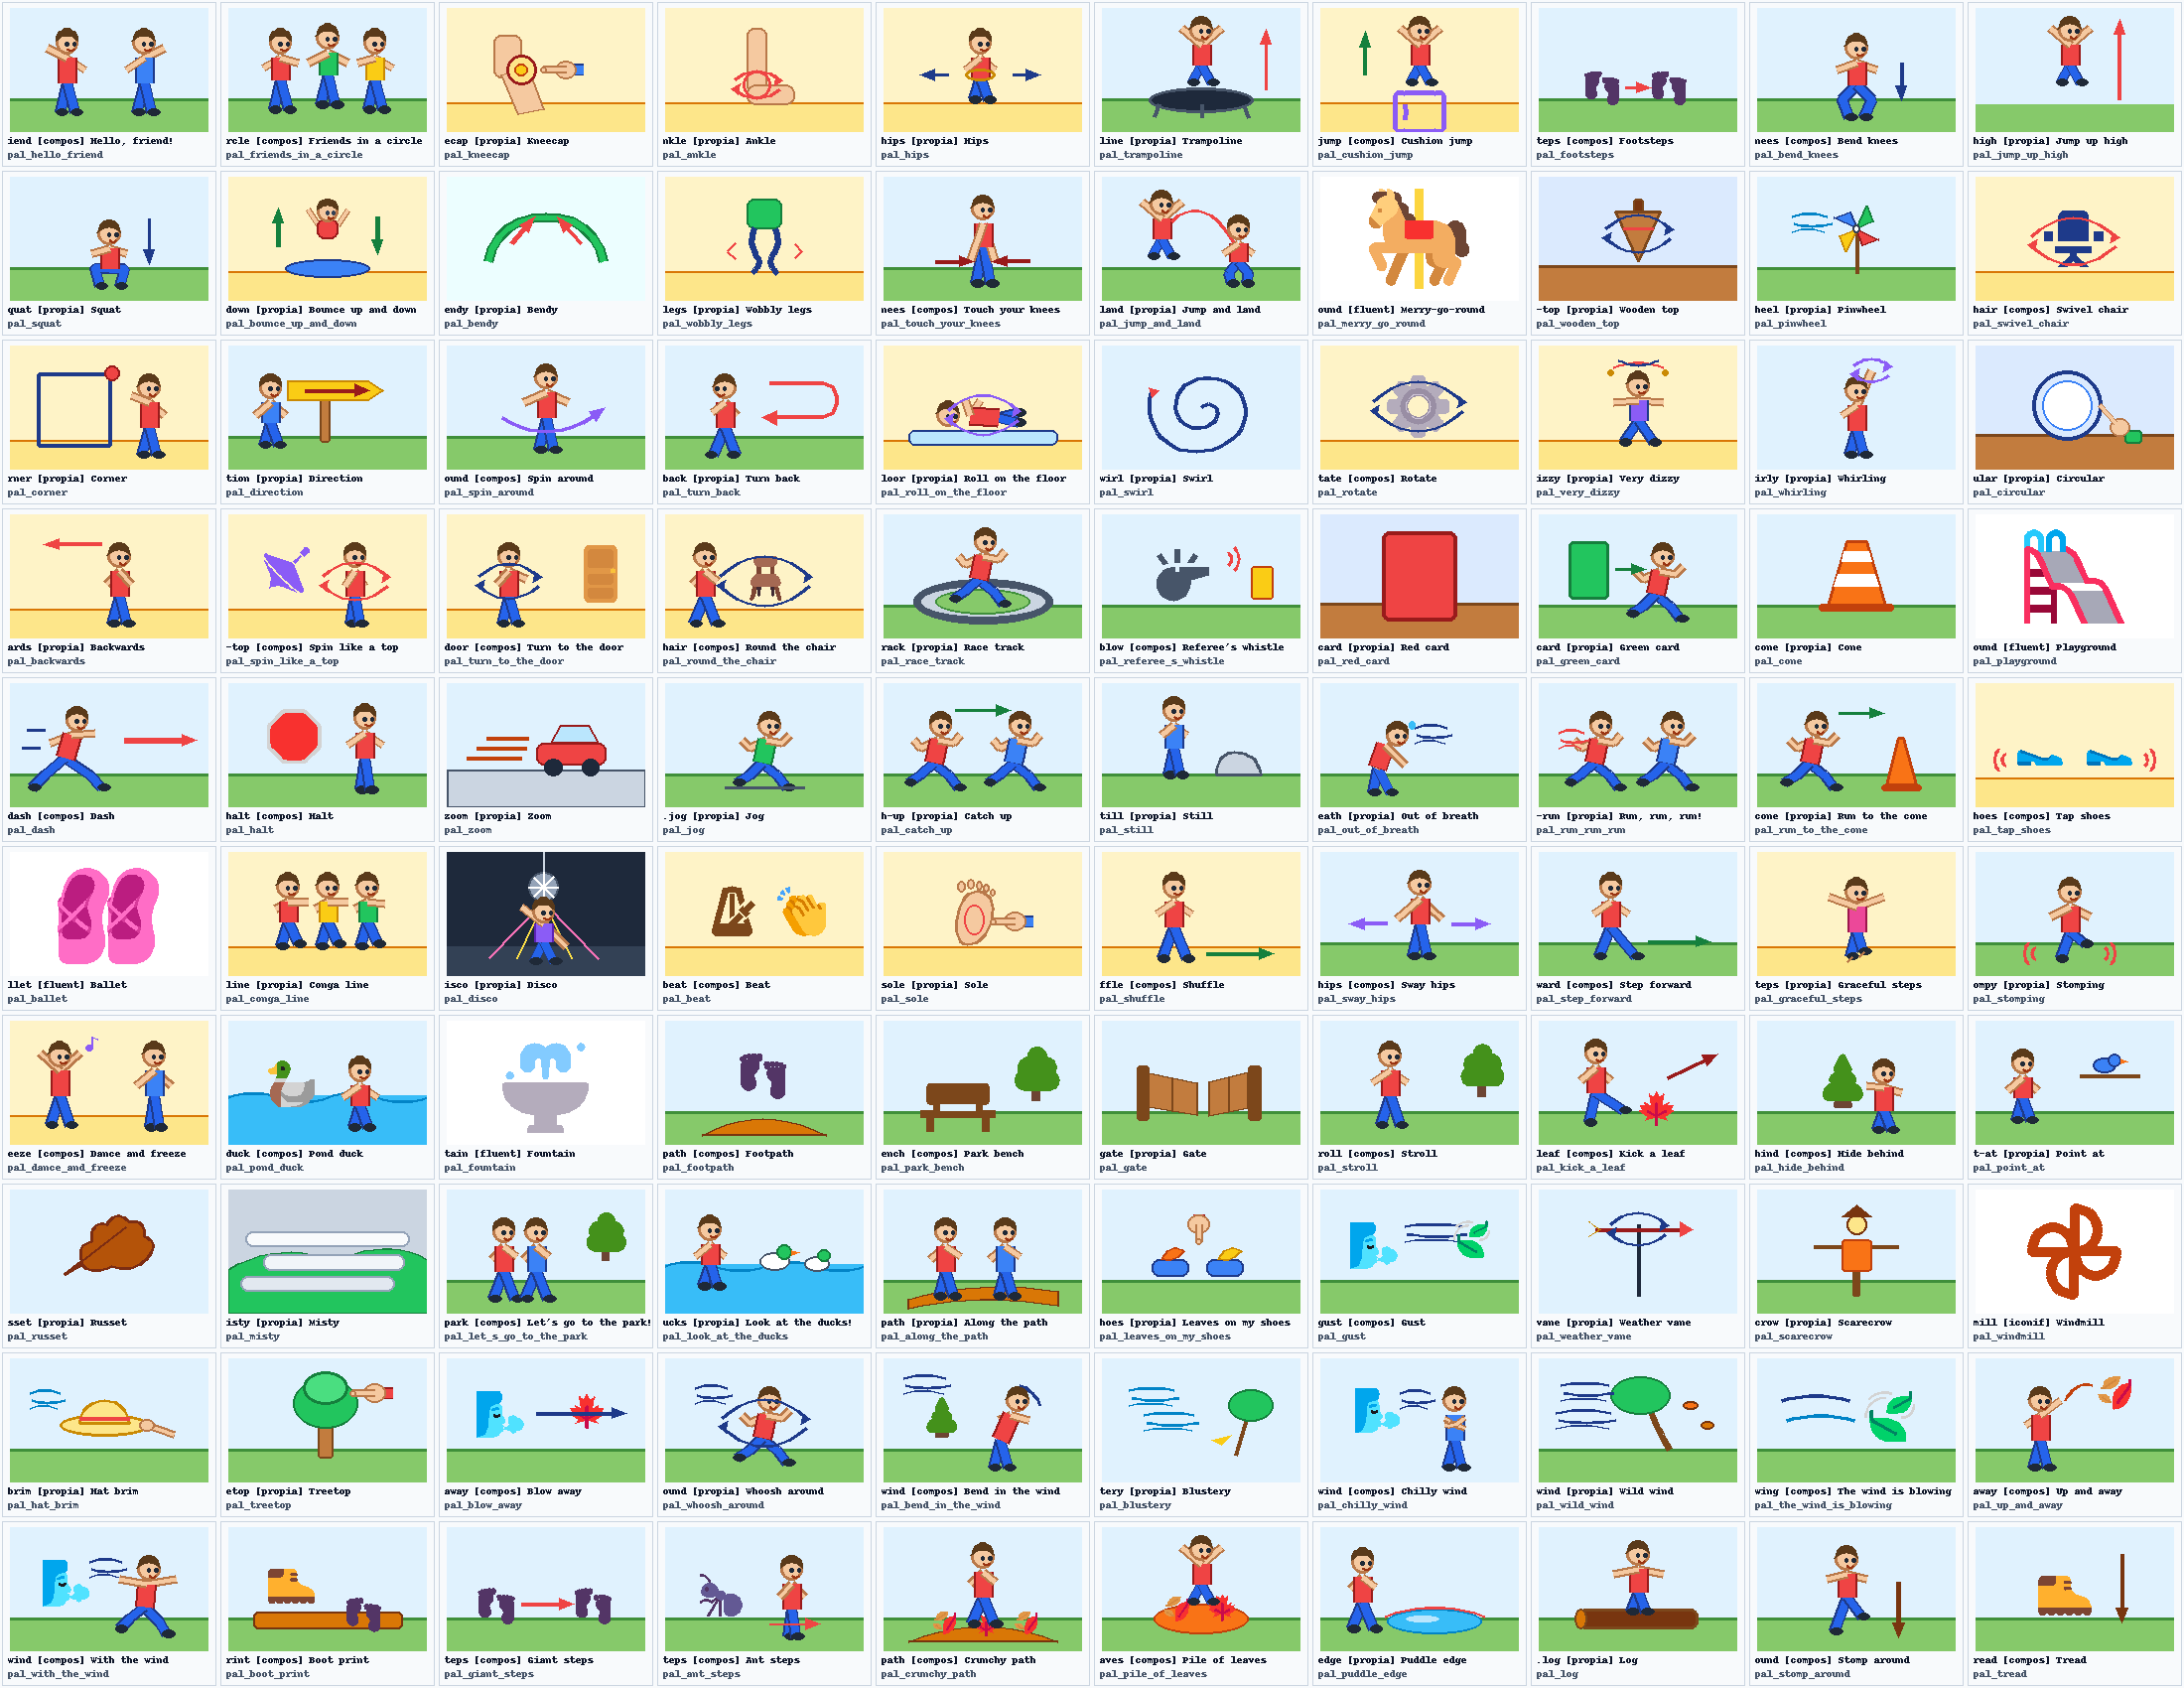 iend [compos] Hello, friend!
pal_hello_friend
rcle [compos] Friends in a circle
pal_friends_in_a_circle
ecap [propia] Kneecap
pal_kneecap
nkle [propia] Ankle
pal_ankle
hips [propia] Hips
pal_hips
line [propia] Trampoline
pal_trampoline
jump [compos] Cushion jump
pal_cushion_jump
teps [compos] Footsteps
pal_footsteps
nees [compos] Bend knees
pal_bend_knees
high [propia] Jump up high
pal_jump_up_high
quat [propia] Squat
pal_squat
down [propia] Bounce up and down
pal_bounce_up_and_down
endy [propia] Bendy
pal_bendy
legs [propia] Wobbly legs
pal_wobbly_legs
nees [compos] Touch your knees
pal_touch_your_knees
land [propia] Jump and land
pal_jump_and_land
ound [fluent] Merry-go-round
pal_merry_go_round
-top [propia] Wooden top
pal_wooden_top
heel [propia] Pinwheel
pal_pinwheel
hair [compos] Swivel chair
pal_swivel_chair
rner [propia] Corner
pal_corner
tion [propia] Direction
pal_direction
ound [compos] Spin around
pal_spin_around
back [propia] Turn back
pal_turn_back
loor [propia] Roll on the floor
pal_roll_on_the_floor
wirl [propia] Swirl
pal_swirl
tate [compos] Rotate
pal_rotate
izzy [propia] Very dizzy
pal_very_dizzy
irly [propia] Whirling
pal_whirling
ular [propia] Circular
pal_circular
ards [propia] Backwards
pal_backwards
-top [compos] Spin like a top
pal_spin_like_a_top
door [compos] Turn to the door
pal_turn_to_the_door
hair [compos] Round the chair
pal_round_the_chair
rack [propia] Race track
pal_race_track
blow [compos] Referee's whistle
pal_referee_s_whistle
card [propia] Red card
pal_red_card
card [propia] Green card
pal_green_card
cone [propia] Cone
pal_cone
ound [fluent] Playground
pal_playground
dash [compos] Dash
pal_dash
halt [compos] Halt
pal_halt
zoom [propia] Zoom
pal_zoom
.jog [propia] Jog
pal_jog
h-up [propia] Catch up
pal_catch_up
till [propia] Still
pal_still
eath [propia] Out of breath
pal_out_of_breath
-run [propia] Run, run, run!
pal_run_run_run
cone [propia] Run to the cone
pal_run_to_the_cone
hoes [compos] Tap shoes
pal_tap_shoes
llet [fluent] Ballet
pal_ballet
line [compos] Conga line
pal_conga_line
isco [propia] Disco
pal_disco
beat [compos] Beat
pal_beat
sole [propia] Sole
pal_sole
ffle [compos] Shuffle
pal_shuffle
hips [compos] Sway hips
pal_sway_hips
ward [compos] Step forward
pal_step_forward
teps [propia] Graceful steps
pal_graceful_steps
ompy [propia] Stomping
pal_stomping
eeze [compos] Dance and freeze
pal_dance_and_freeze
duck [compos] Pond duck
pal_pond_duck
tain [fluent] Fountain
pal_fountain
path [compos] Footpath
pal_footpath
ench [compos] Park bench
pal_park_bench
gate [propia] Gate
pal_gate
roll [compos] Stroll
pal_stroll
leaf [compos] Kick a leaf
pal_kick_a_leaf
hind [compos] Hide behind
pal_hide_behind
t-at [propia] Point at
pal_point_at
sset [propia] Russet
pal_russet
isty [propia] Misty
pal_misty
park [compos] Let's go to the park!
pal_let_s_go_to_the_park
ucks [propia] Look at the ducks!
pal_look_at_the_ducks
path [propia] Along the path
pal_along_the_path
hoes [propia] Leaves on my shoes
pal_leaves_on_my_shoes
gust [compos] Gust
pal_gust
vane [propia] Weather vane
pal_weather_vane
crow [propia] Scarecrow
pal_scarecrow
mill [iconif] Windmill
pal_windmill
brim [propia] Hat brim
pal_hat_brim
etop [propia] Treetop
pal_treetop
away [compos] Blow away
pal_blow_away
ound [propia] Whoosh around
pal_whoosh_around
wind [compos] Bend in the wind
pal_bend_in_the_wind
tery [propia] Blustery
pal_blustery
wind [compos] Chilly wind
pal_chilly_wind
wind [propia] Wild wind
pal_wild_wind
wing [compos] The wind is blowing
pal_the_wind_is_blowing
away [compos] Up and away
pal_up_and_away
wind [compos] With the wind
pal_with_the_wind
rint [compos] Boot print
pal_boot_print
teps [compos] Giant steps
pal_giant_steps
teps [compos] Ant steps
pal_ant_steps
path [compos] Crunchy path
pal_crunchy_path
aves [compos] Pile of leaves
pal_pile_of_leaves
edge [propia] Puddle edge
pal_puddle_edge
.log [propia] Log
pal_log
ound [compos] Stomp around
pal_stomp_around
read [compos] Tread
pal_tread